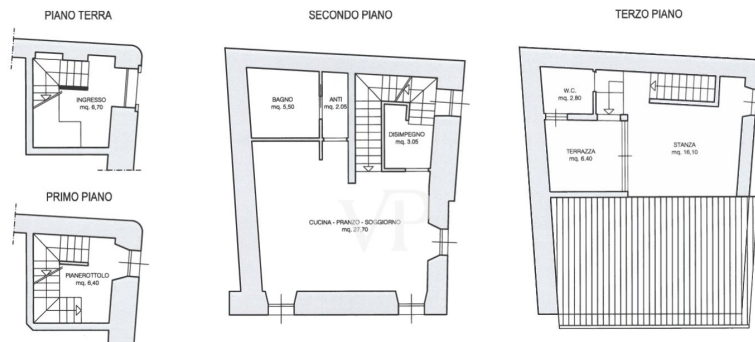 PIANO TERRA
INGRESSO
mq. 8,70
PRIMO PIANO
PIANEROTTOLO
mq. 6,40
SECONDO PIANO
BAGNO
mq. 5,50
ANTI
mq. 2,05
DISIMPEGNO
mq. 3,05
CUCINA - PRANZO - SOGGIORNO
mq. 27,70
VP
TERZO PIANO
W.C.
mq. 2,80
TERRAZZA
mq. 6,40
STANZA
mq. 16,10